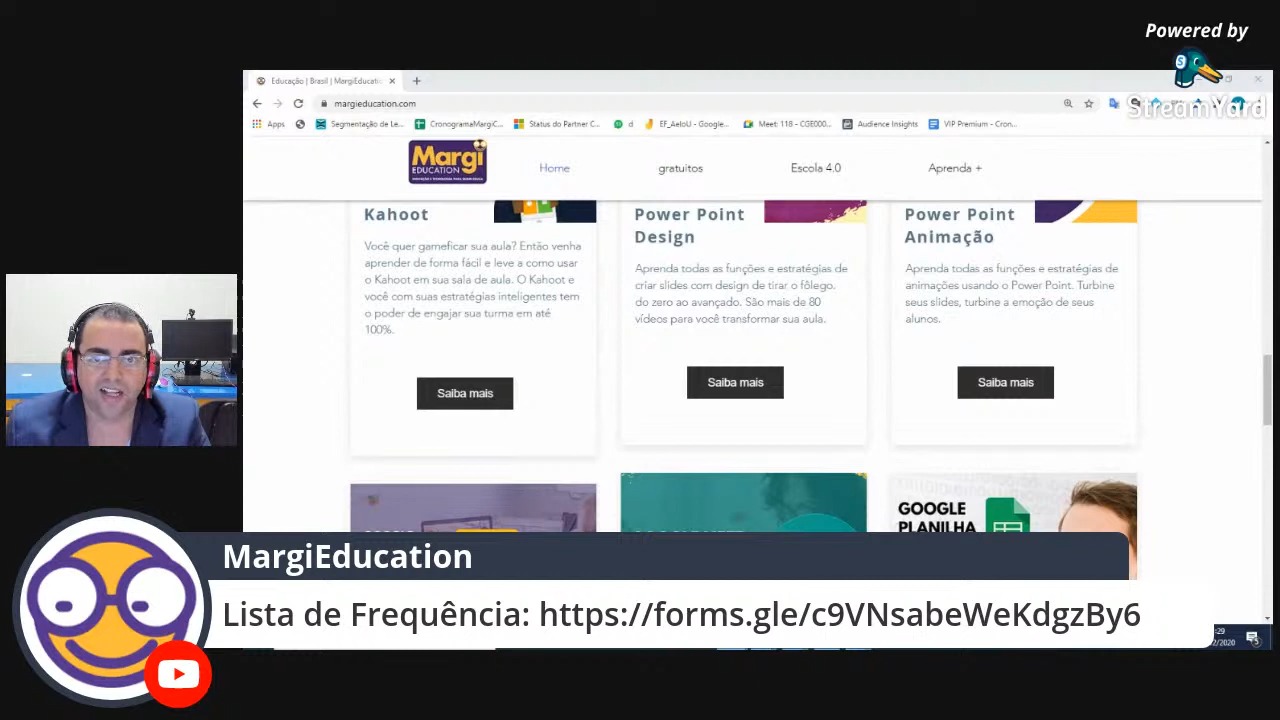 Powered by
StreamYard
Educação | Brasil | MargiEducatio
margieducation.com
Apps
Segmentação de Le...
CronogramaMargiC...
Status do Partner C...
d
EF_AeIoU - Google...
Meet: 118 - CGE000...
Audience Insights
VIP Premium - Cron...
Margi
EDUCATION
Home
gratuitos
Escola 4.0
Aprenda +
Kahoot
Você quer gameficar sua aula? Então venha
aprender de forma fácil e leve a como usar
o Kahoot em sua sala de aula. O Kahoot e
você com suas estratégias inteligentes tem
o poder de engajar sua turma em até
100%.
Saiba mais
Power Point
Design
Aprenda todas as funções e estratégias de
criar slides com design de tirar o fôlego.
do zero ao avançado. São mais de 80
vídeos para você transformar sua aula.
Saiba mais
Power Point
Animação
Aprenda todas as funções e estratégias de
animações usando o Power Point. Turbine
seus slides, turbine a emoção de seus
alunos.
Saiba mais
GOOGLE
PLANILHA
MargiEducation
Lista de Frequência: https://forms.gle/c9VNsabeWeKdgzBy6
:29
2/2020